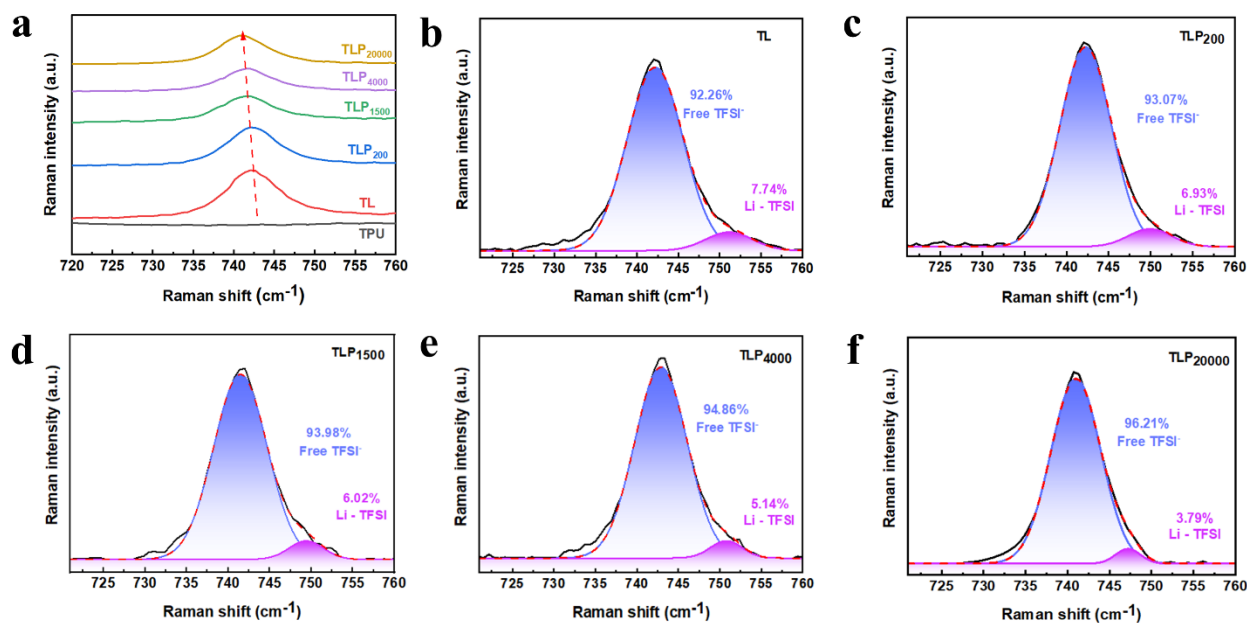 a
Raman intensity (a.u.)
TLP20000
TLP4000
TLP1500
TLP200
TL
TPU
720 725 730 735 740 745 750 755 760
Raman shift (cm-1)
b
Raman intensity (a.u.)
TL
92.26%
Free TFSI-
7.74%
Li - TFSI
725 730 735 740 745 750 755 760
Raman shift (cm-1)
c
Raman intensity (a.u.)
TLP200
93.07%
Free TFSI-
6.93%
Li - TFSI
725 730 735 740 745 750 755 760
Raman shift (cm-1)
d
Raman intensity (a.u.)
TLP1500
93.98%
Free TFSI-
6.02%
Li - TFSI
725 730 735 740 745 750 755 760
Raman shift (cm-1)
e
Raman intensity (a.u.)
TLP4000
94.86%
Free TFSI-
5.14%
Li - TFSI
725 730 735 740 745 750 755 760
Raman shift (cm-1)
f
Raman intensity (a.u.)
TLP20000
96.21%
Free TFSI-
3.79%
Li - TFSI
725 730 735 740 745 750 755 760
Raman shift (cm-1)